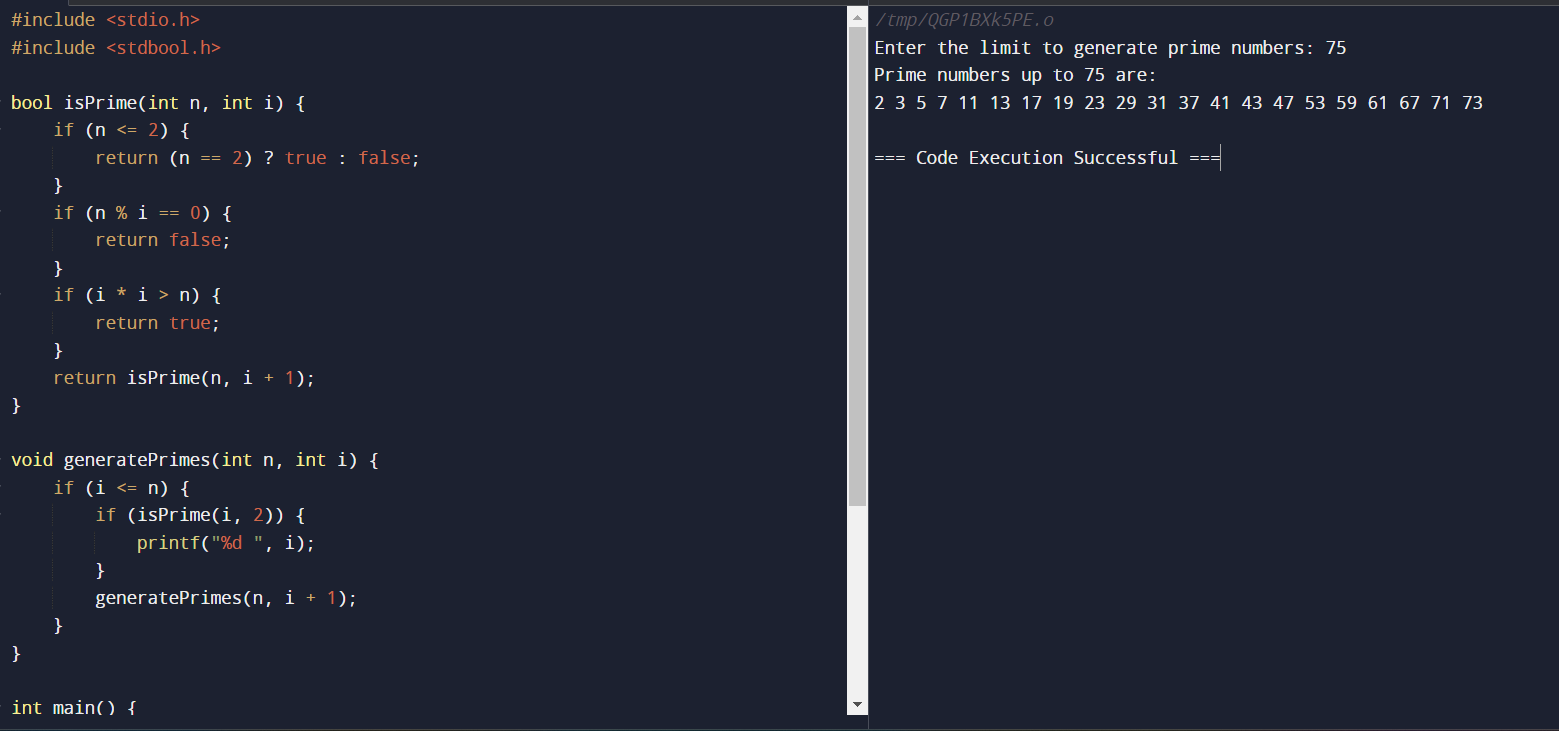 #include <stdio.h>
#include <stdbool.h>

bool isPrime(int n, int i) {
    if (n <= 2) {
        return (n == 2) ? true : false;
    }
    if (n % i == 0) {
        return false;
    }
    if (i * i > n) {
        return true;
    }
    return isPrime(n, i + 1);
}

void generatePrimes(int n, int i) {
    if (i <= n) {
        if (isPrime(i, 2)) {
            printf("%d ", i);
        }
        generatePrimes(n, i + 1);
    }
}

int main() {
/tmp/QGP1BXk5PE.o
Enter the limit to generate prime numbers: 75
Prime numbers up to 75 are:
2 3 5 7 11 13 17 19 23 29 31 37 41 43 47 53 59 61 67 71 73

=== Code Execution Successful ===